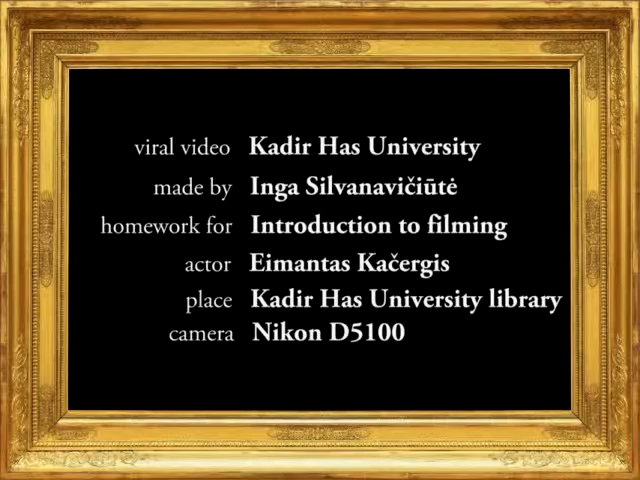 viral video Kadir Has University
made by Inga Silvanavičiūtė
homework for Introduction to filming
actor Eimantas Kačergis
place Kadir Has University library
camera Nikon D5100